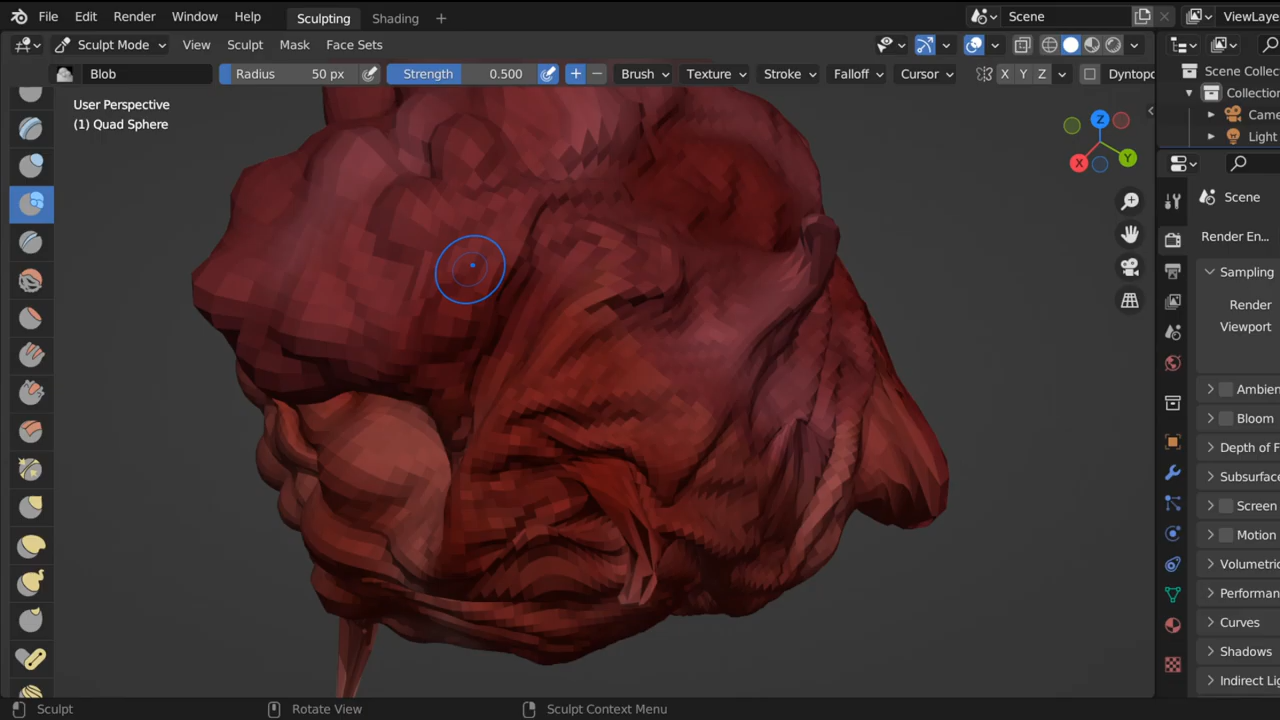 File Edit Render Window Help Sculpting Shading + Scene ViewLaye
Sculpt Mode View Sculpt Mask Face Sets
Blob Radius 50 px Strength 0.500 + − Brush Texture Stroke Falloff Cursor X Y Z Dyntopo
Scene Collec
Collection
Came
Light
User Perspective
(1) Quad Sphere
Z
X
Y
Scene
Render En...
Sampling
Render
Viewport
Ambien
Bloom
Depth of F
Subsurface
Screen
Motion
Volumetric
Performan
Curves
Shadows
Indirect Lig
Sculpt Rotate View Sculpt Context Menu